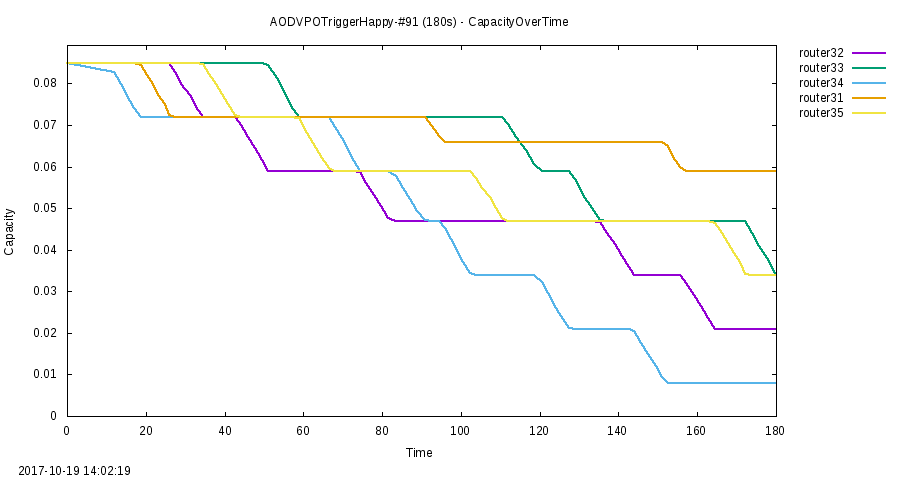 AODVPOTriggerHappy-#91 (180s) - CapacityOverTime
router32
router33
router34
router31
router35
0.08
0.07
0.06
0.05
0.04
0.03
0.02
0.01
0
Capacity
0 20 40 60 80 100 120 140 160 180
Time
2017-10-19 14:02:19